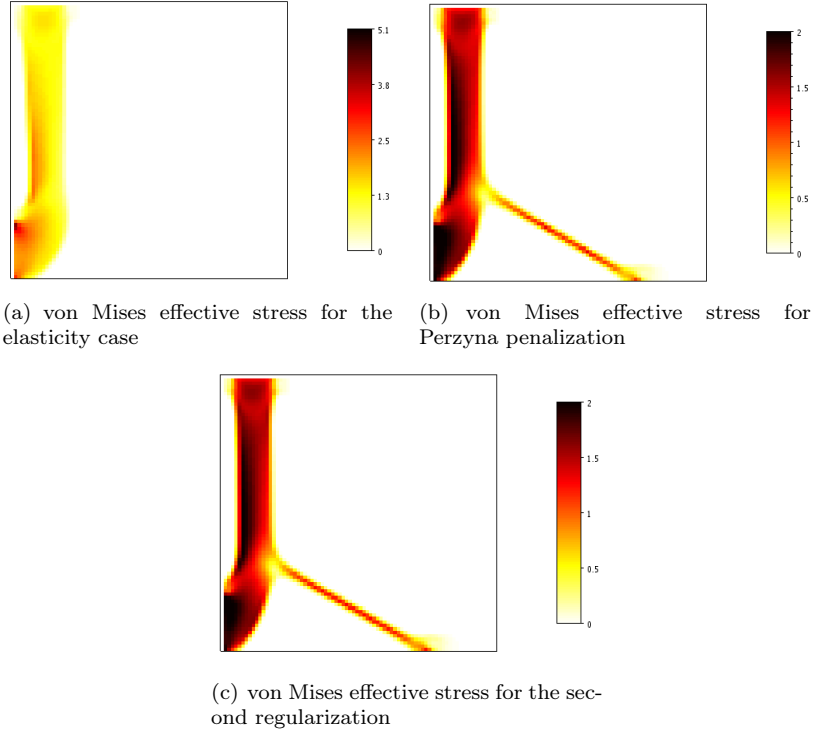 5.1
3.8
2.5
1.3
0
2
1.5
1
0.5
0
(a) von Mises effective stress for the
elasticity case
(b) von Mises effective stress for
Perzyna penalization
2
1.5
1
0.5
0
(c) von Mises effective stress for the sec-
ond regularization